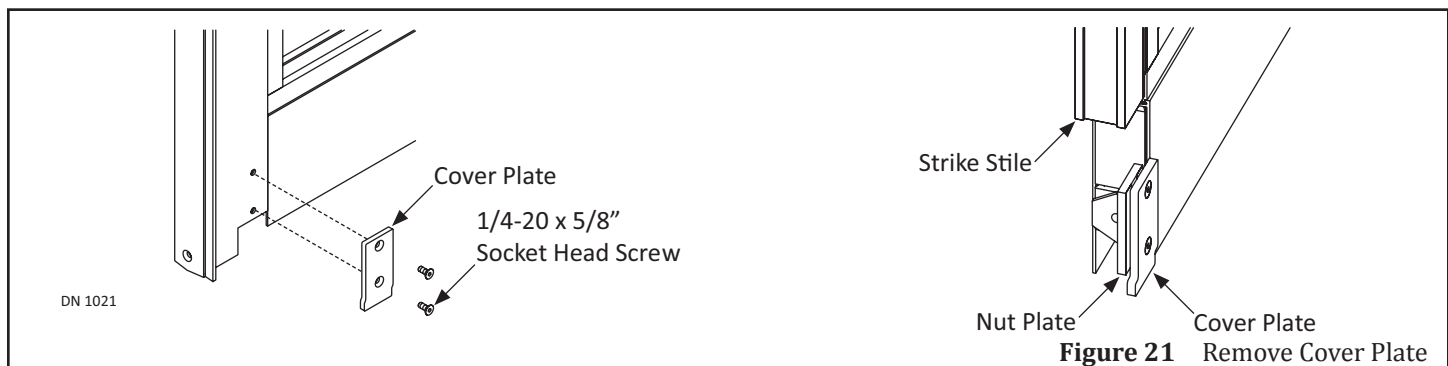 Cover Plate
1/4-20 x 5/8”
Socket Head Screw
DN 1021
Strike Stile
Nut Plate
Cover Plate
Figure 21 Remove Cover Plate